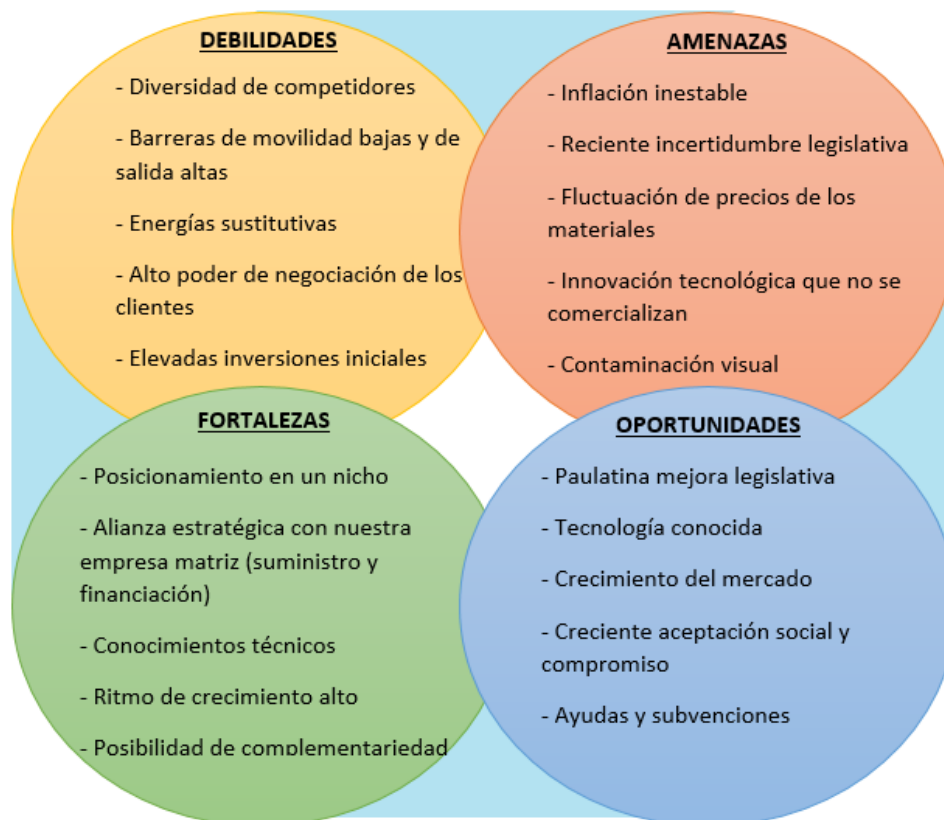 DEBILIDADES
- Diversidad de competidores
- Barreras de movilidad bajas y de
salida altas
- Energías sustitutivas
- Alto poder de negociación de los
clientes
- Elevadas inversiones iniciales
AMENAZAS
- Inflación inestable
- Reciente incertidumbre legislativa
- Fluctuación de precios de los
materiales
- Innovación tecnológica que no se
comercializan
- Contaminación visual
FORTALEZAS
- Posicionamiento en un nicho
- Alianza estratégica con nuestra
empresa matriz (suministro y
financiación)
- Conocimientos técnicos
- Ritmo de crecimiento alto
- Posibilidad de complementariedad
OPORTUNIDADES
- Paulatina mejora legislativa
- Tecnología conocida
- Crecimiento del mercado
- Creciente aceptación social y
compromiso
- Ayudas y subvenciones